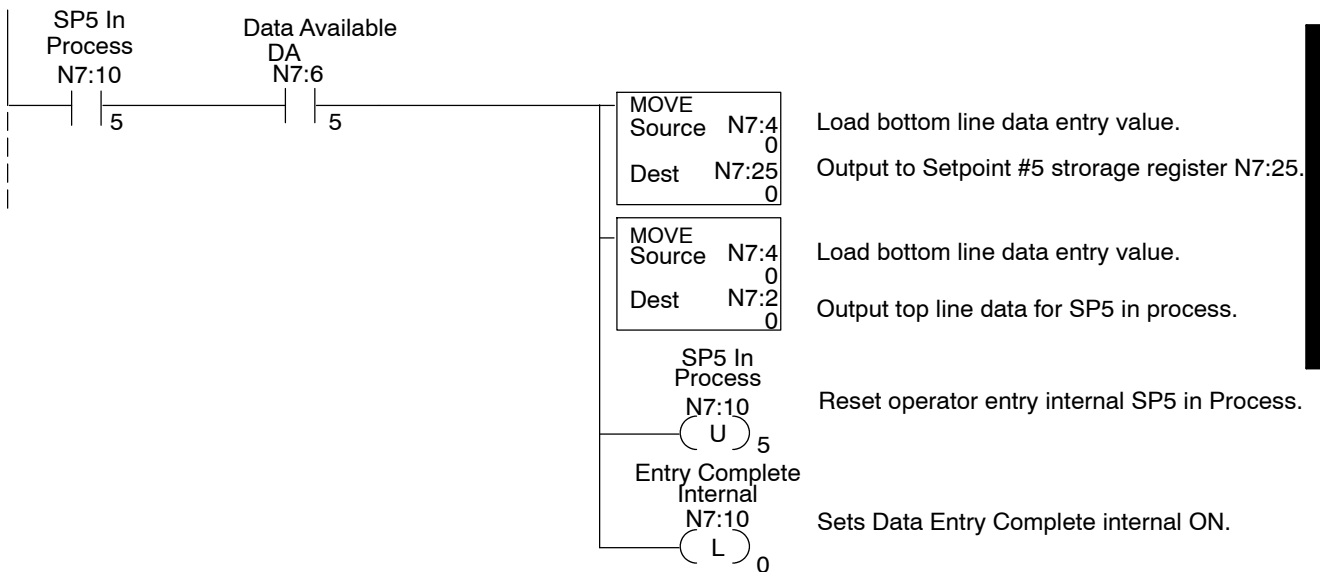 SP5 In
Process
N7:10
5
Data Available
DA
N7:6
5
MOVE
Source N7:4
0
Dest N7:25
0
Load bottom line data entry value.
Output to Setpoint #5 strorage register N7:25.
MOVE
Source N7:4
0
Dest N7:2
0
Load bottom line data entry value.
Output top line data for SP5 in process.
SP5 In
Process
N7:10
U
5
Reset operator entry internal SP5 in Process.
Entry Complete
Internal
N7:10
L
0
Sets Data Entry Complete internal ON.